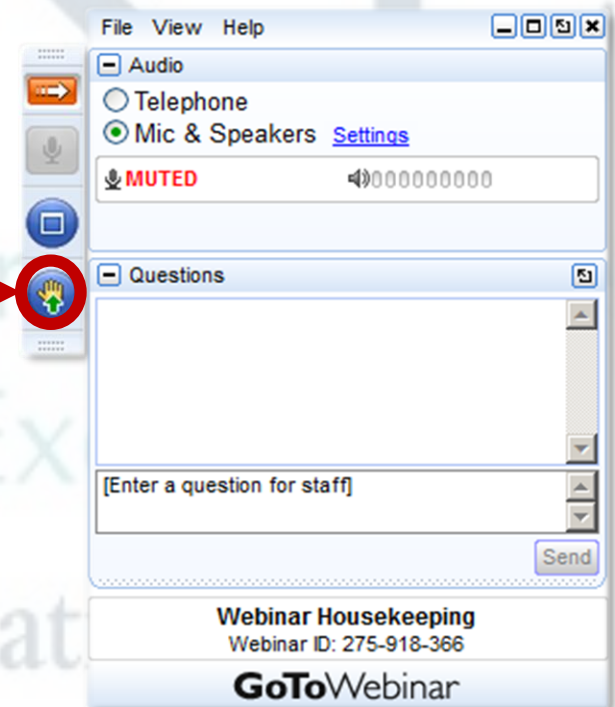 File View Help
Audio
Telephone
Mic & Speakers Settings
MUTED
Questions
[Enter a question for staff]
Send
Webinar Housekeeping
Webinar ID: 275-918-366
GoToWebinar
at